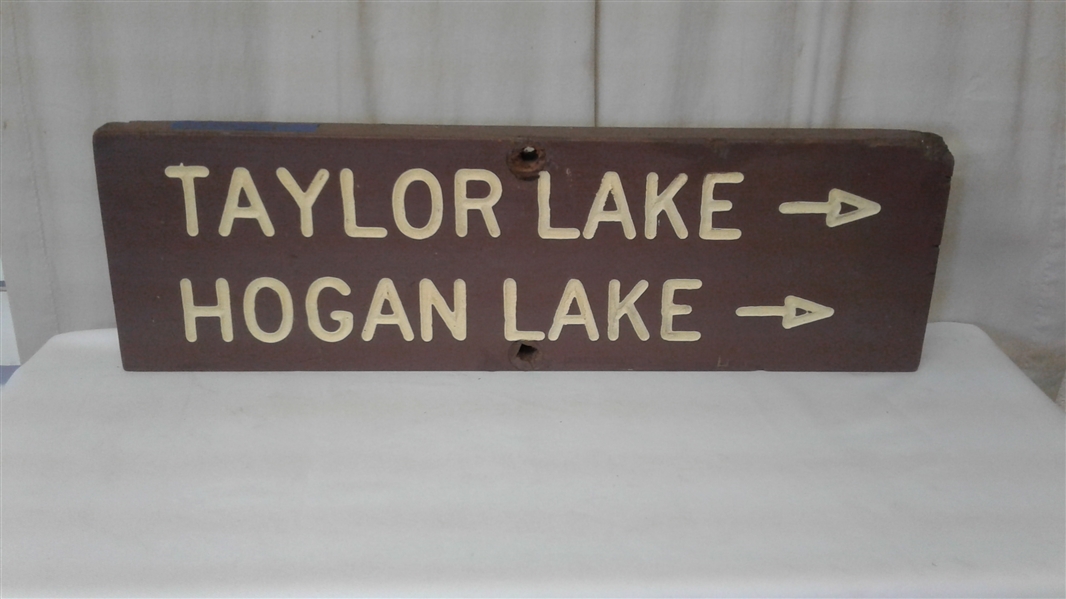 TAYLOR LAKE →
HOGAN LAKE →